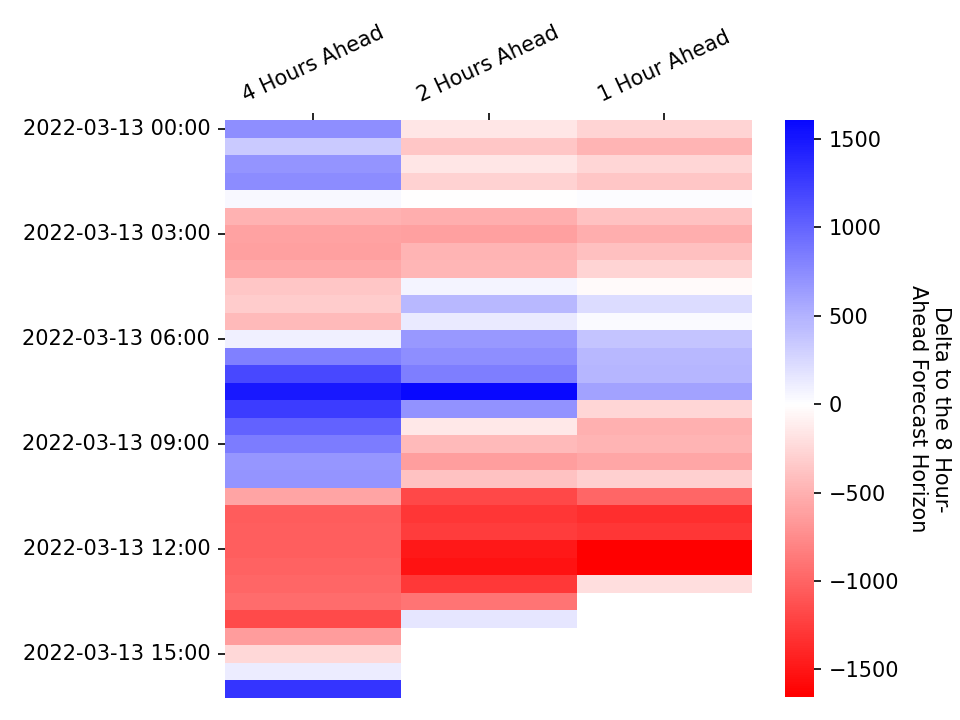 4 Hours Ahead
2 Hours Ahead
1 Hour Ahead
2022-03-13 00:00
2022-03-13 03:00
2022-03-13 06:00
2022-03-13 09:00
2022-03-13 12:00
2022-03-13 15:00
1500
1000
500
0
−500
−1000
−1500
Delta to the 8 Hour-
Ahead Forecast Horizon